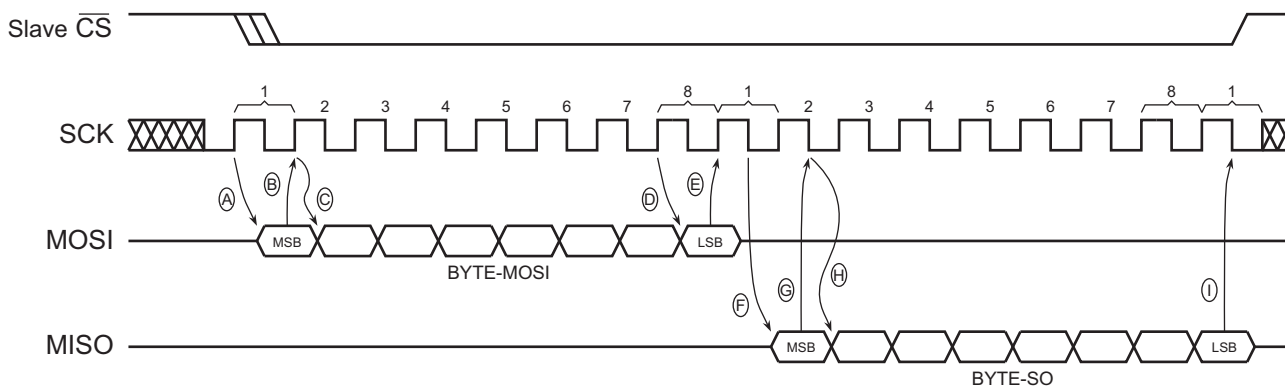 Slave CS
1 2 3 4 5 6 7 8 1 2 3 4 5 6 7 8 1
SCK
A B C D E
MOSI MSB LSB
BYTE-MOSI
F G H I
MISO MSB LSB
BYTE-SO